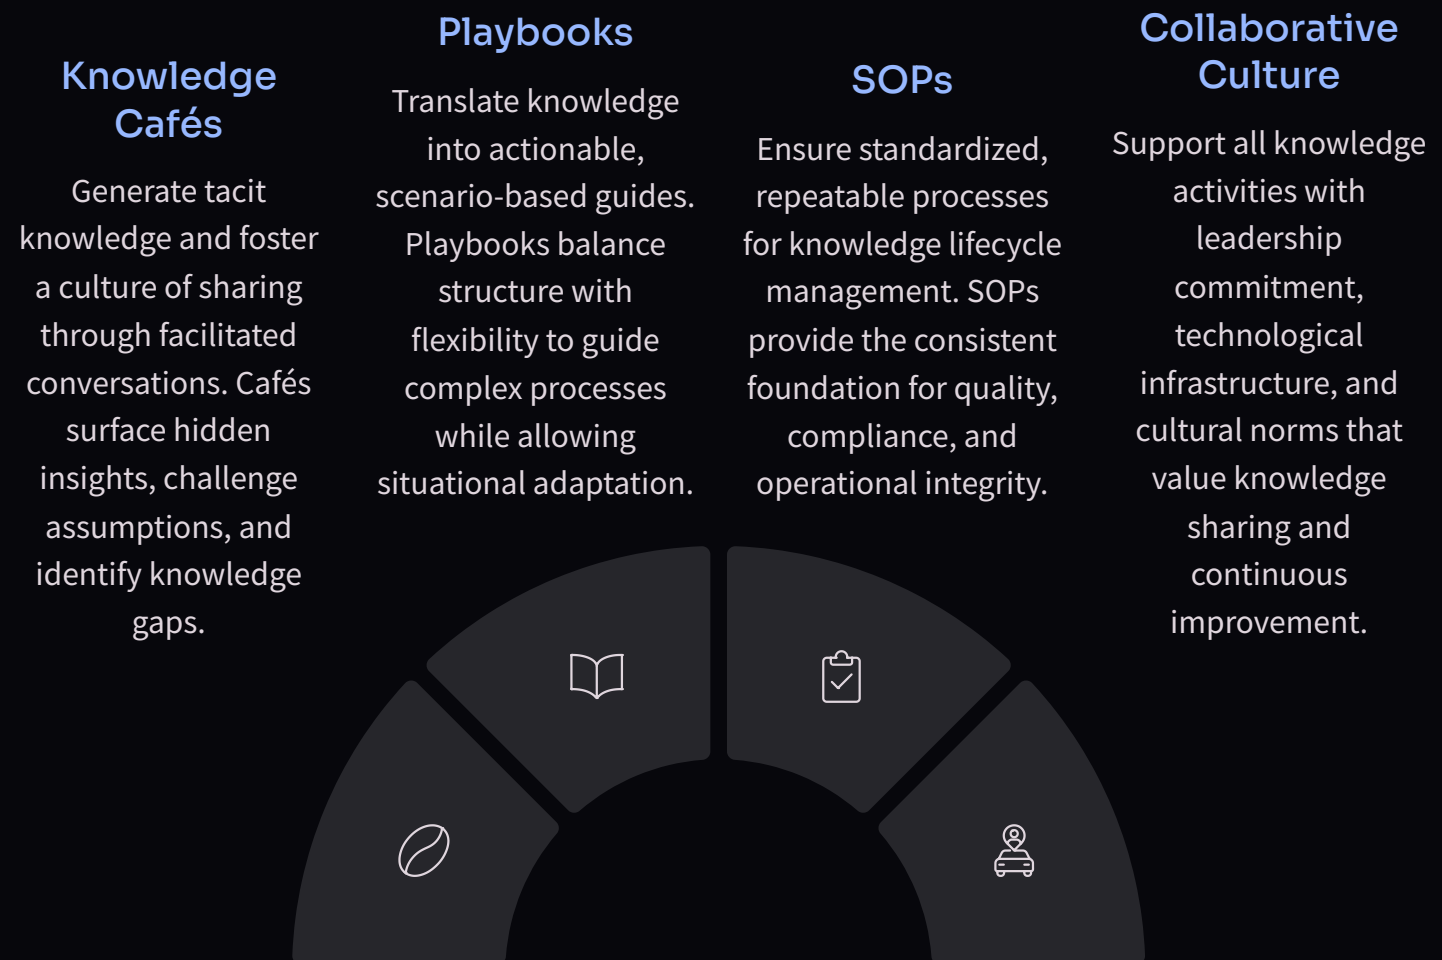 Knowledge
Cafés
Generate tacit
knowledge and foster
a culture of sharing
through facilitated
conversations. Cafés
surface hidden
insights, challenge
assumptions, and
identify knowledge
gaps.
Playbooks
Translate knowledge
into actionable,
scenario-based guides.
Playbooks balance
structure with
flexibility to guide
complex processes
while allowing
situational adaptation.
SOPs
Ensure standardized,
repeatable processes
for knowledge lifecycle
management. SOPs
provide the consistent
foundation for quality,
compliance, and
operational integrity.
Collaborative
Culture
Support all knowledge
activities with
leadership
commitment,
technological
infrastructure, and
cultural norms that
value knowledge
sharing and
continuous
improvement.